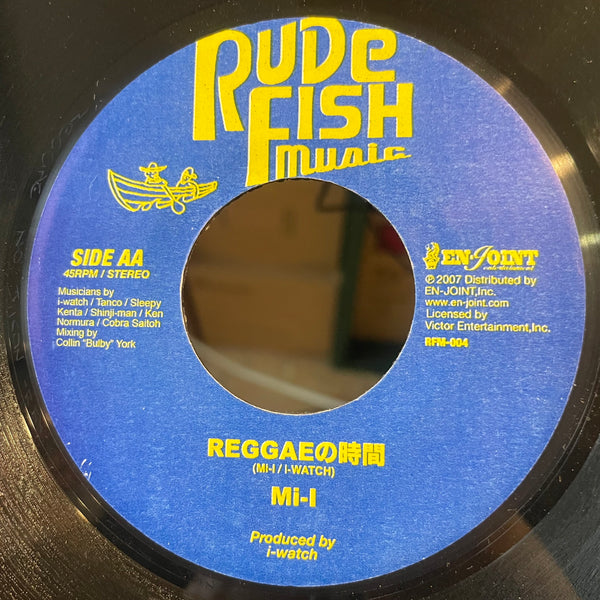 RUDE
FISH
Music
SIDE AA
45RPM / STEREO
Musicians by
i-watch / Tanco / Sleepy
Kenta / Shinji-man / Ken
Normura / Cobra Saitoh
Mixing by
Collin "Bulby" York
EN-JOINT
entertainment
℗ 2007 Distributed by
EN-JOINT,Inc.
www.en-joint.com
Licensed by
Victor Entertainment,Inc.
RFM-004
REGGAEの時間
(Mi-I / I-WATCH)
Mi-I
Produced by
i-watch